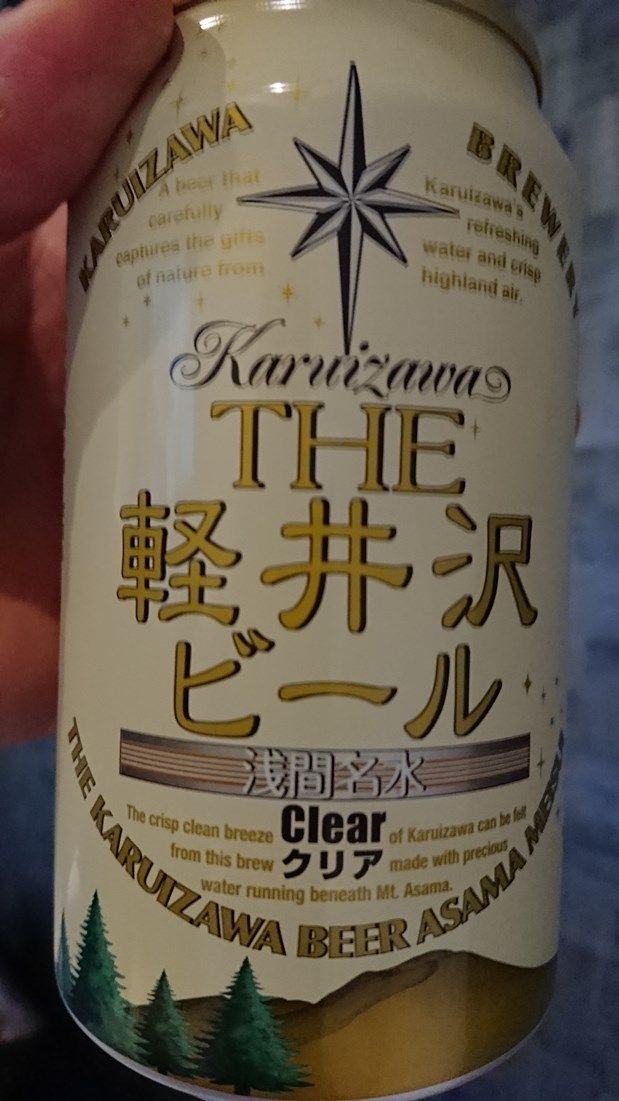 KARUIZAWA BREWERY
A beer that
carefully
captures the gifts
of nature from
Karuizawa's
refreshing
water and crisp
highland air.
Karuizawa
THE
軽井沢
ビール
浅間名水
The crisp clean breeze Clear of Karuizawa can be felt
from this brew クリア made with precious
water running beneath Mt. Asama.
THE KARUIZAWA BEER ASAMA MEISUI